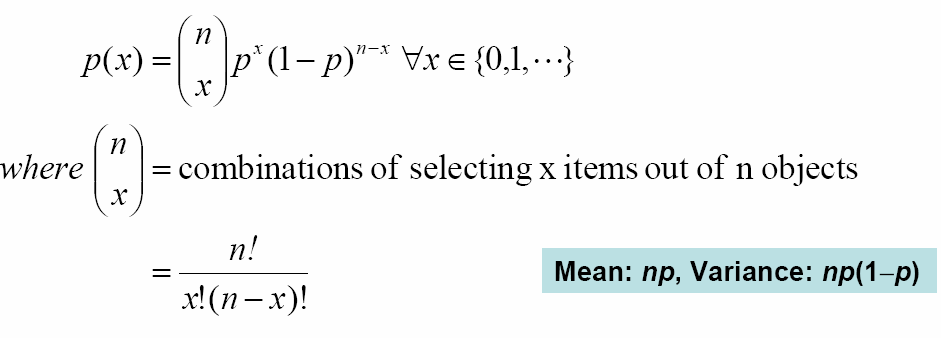 p(x) = (n x) p^x (1 − p)^{n−x} ∀x ∈ {0,1,⋯}
where (n x) = combinations of selecting x items out of n objects
= n! / x!(n − x)!
Mean: np, Variance: np(1–p)